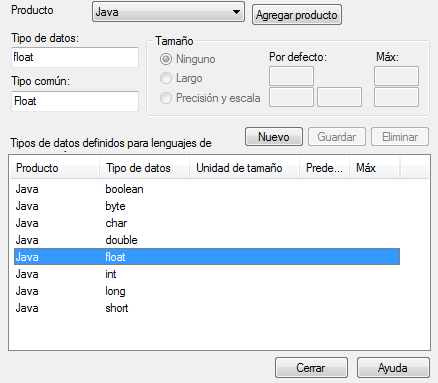 Producto Java Agregar producto
Tipo de datos: Tamaño
float Ninguno Por defecto: Máx:
Tipo común: Largo
Float Precisión y escala
Nuevo Guardar Eliminar
Tipos de datos definidos para lenguajes de
Producto Tipo de datos Unidad de tamaño Prede... Máx
Java boolean
Java byte
Java char
Java double
Java float
Java int
Java long
Java short
Cerrar Ayuda